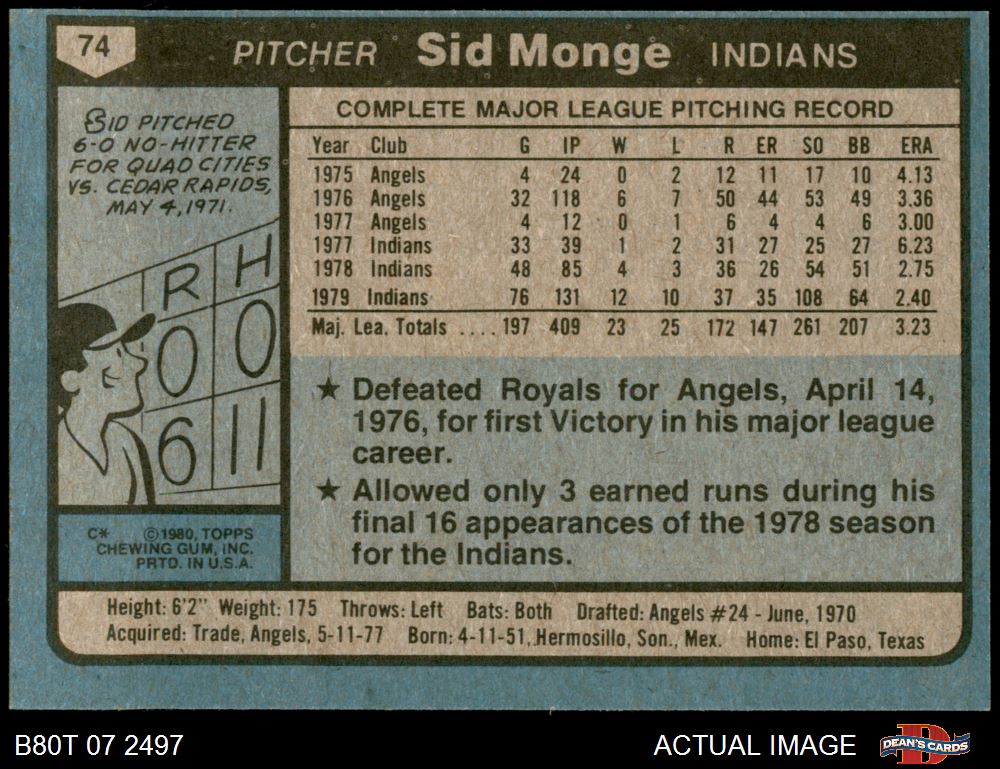 74
PITCHER Sid Monge INDIANS
SID PITCHED
6-0 NO-HITTER
FOR QUAD CITIES
VS. CEDAR RAPIDS,
MAY 4, 1971.
R H
0 0
6 11
C* ©1980, TOPPS
CHEWING GUM, INC.
PRTD. IN U.S.A.
COMPLETE MAJOR LEAGUE PITCHING RECORD
Year Club G IP W L R ER SO BB ERA
1975 Angels 4 24 0 2 12 11 17 10 4.13
1976 Angels 32 118 6 7 50 44 53 49 3.36
1977 Angels 4 12 0 1 6 4 4 6 3.00
1977 Indians 33 39 1 2 31 27 25 27 6.23
1978 Indians 48 85 4 3 36 26 54 51 2.75
1979 Indians 76 131 12 10 37 35 108 64 2.40
Maj. Lea. Totals .... 197 409 23 25 172 147 261 207 3.23
★ Defeated Royals for Angels, April 14,
1976, for first Victory in his major league
career.
★ Allowed only 3 earned runs during his
final 16 appearances of the 1978 season
for the Indians.
Height: 6'2" Weight: 175 Throws: Left Bats: Both Drafted: Angels #24 - June, 1970
Acquired: Trade, Angels, 5-11-77 Born: 4-11-51, Hermosillo, Son., Mex. Home: El Paso, Texas
B80T 07 2497 ACTUAL IMAGE DEAN'S CARDS